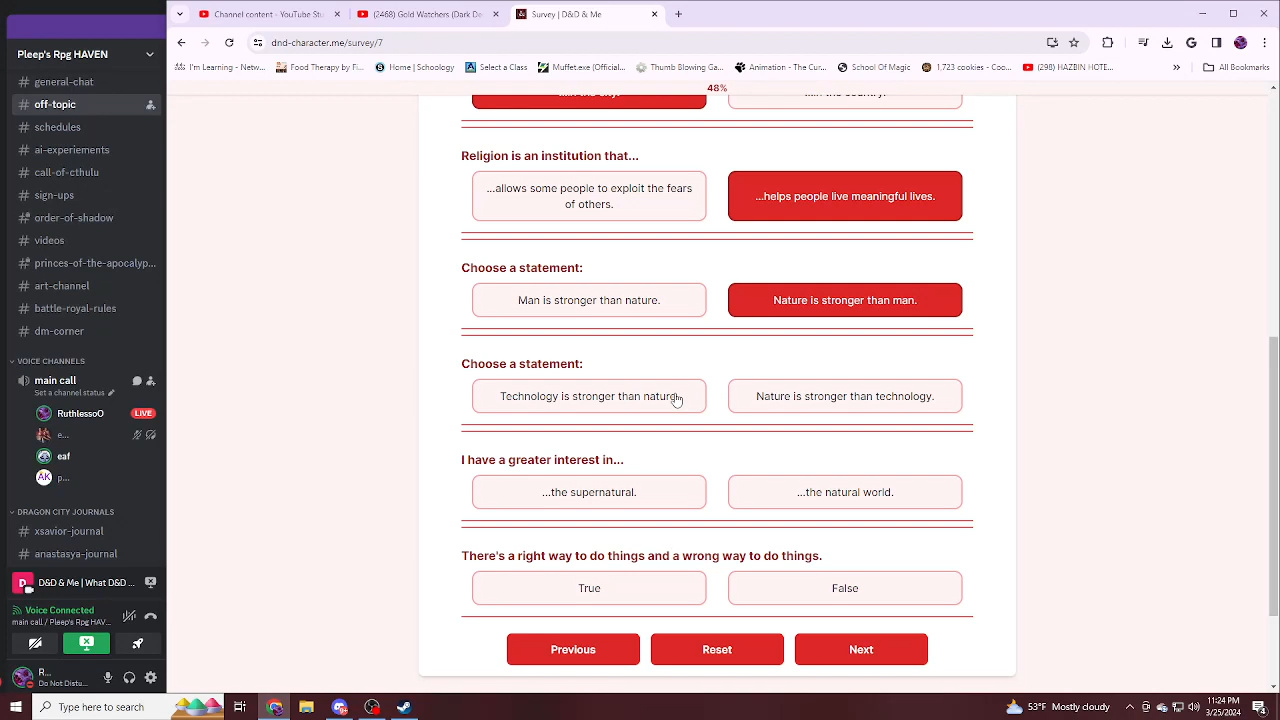 Channel content - YouTube Stu
(2468) Gold Watchers (Dark De
Survey | D&D & Me
dnd-character.me/survey/7
I'm Learning - Netw...
Food Therapy by Fi...
Home | Schoology
Select a Class
Muffet.exe (Official...
Thumb Blowing Ga...
Animation - The Cur...
School Of Magic
1,723 cookies - Coo...
(298) HAZBIN HOTE...
All Bookmarks
Pleep's Rpg HAVEN
general-chat
off-topic
schedules
ai-experiements
call-of-cthulu
sign-ups
order-of-shadow
videos
princes-of-the-apocalyp...
art-channel
battle-royal-rules
dm-corner
VOICE CHANNELS
main call
Set a channel status
RuthlessO
LIVE
e...
eaf
AK
p...
DRAGON CITY JOURNALS
xsavior-journal
anastasya-journal
D
D&D & Me | What D&D ...
Voice Connected
main call / Pleep's Rpg HAV...
R...
Do Not Distu...
48%
...in the city.
...in the country.
Religion is an institution that...
...allows some people to exploit the fears
of others.
...helps people live meaningful lives.
Choose a statement:
Man is stronger than nature.
Nature is stronger than man.
Choose a statement:
Technology is stronger than nature.
Nature is stronger than technology.
I have a greater interest in...
...the supernatural.
...the natural world.
There's a right way to do things and a wrong way to do things.
True
False
Previous
Reset
Next
Type here to search
53°F Mostly cloudy
11:24 PM
3/25/2024